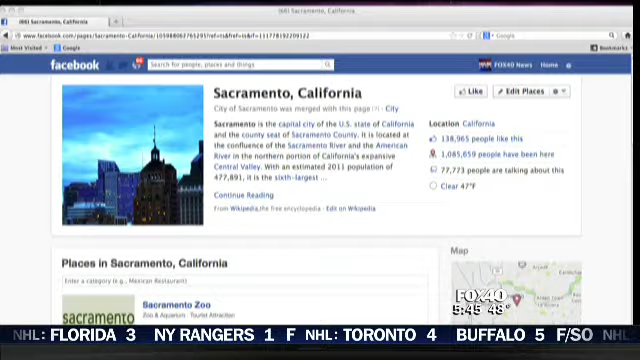 (66) Sacramento, California
(66) Sacramento, California
Most Visited
Google
Google
Bookmarks
facebook
Search for people, places and things
FOX40 News Home
Sacramento, California
City of Sacramento was merged with this page · City
Like
Edit Places
Sacramento is the capital city of the U.S. state of California
and the county seat of Sacramento County. It is located at
the confluence of the Sacramento River and the American
River in the northern portion of California's expansive
Central Valley. With an estimated 2011 population of
477,891, it is the sixth-largest ...
Continue Reading
From Wikipedia, the free encyclopedia · Edit on Wikipedia
Location California
138,965 people like this
1,085,659 people have been here
77,773 people are talking about this
Clear 47°F
Places in Sacramento, California
Enter a category (e.g., Mexican Restaurant)
sacramento
Sacramento Zoo
Zoo & Aquarium · Tourist Attraction
Map
FOX40
5:45 48°
NHL: FLORIDA 3 NY RANGERS 1 F NHL: TORONTO 4 BUFFALO 5 F/SO NHL